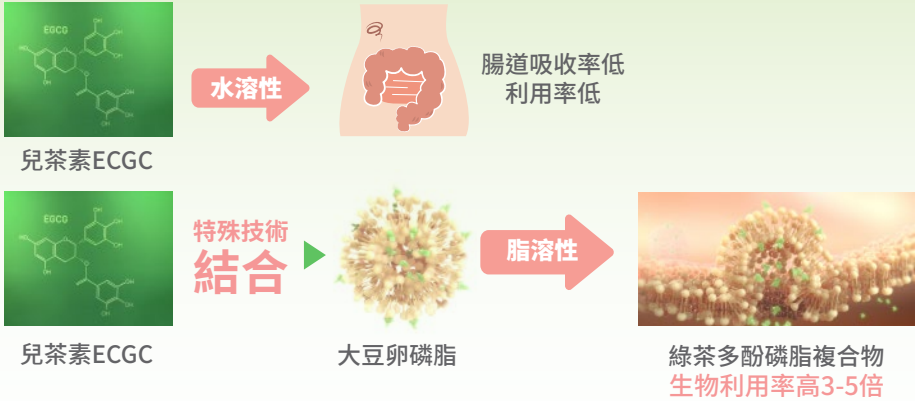 EGCG
水溶性
腸道吸收率低
利用率低
兒茶素ECGC
EGCG
特殊技術
結合
脂溶性
兒茶素ECGC
大豆卵磷脂
綠茶多酚磷脂複合物
生物利用率高3-5倍